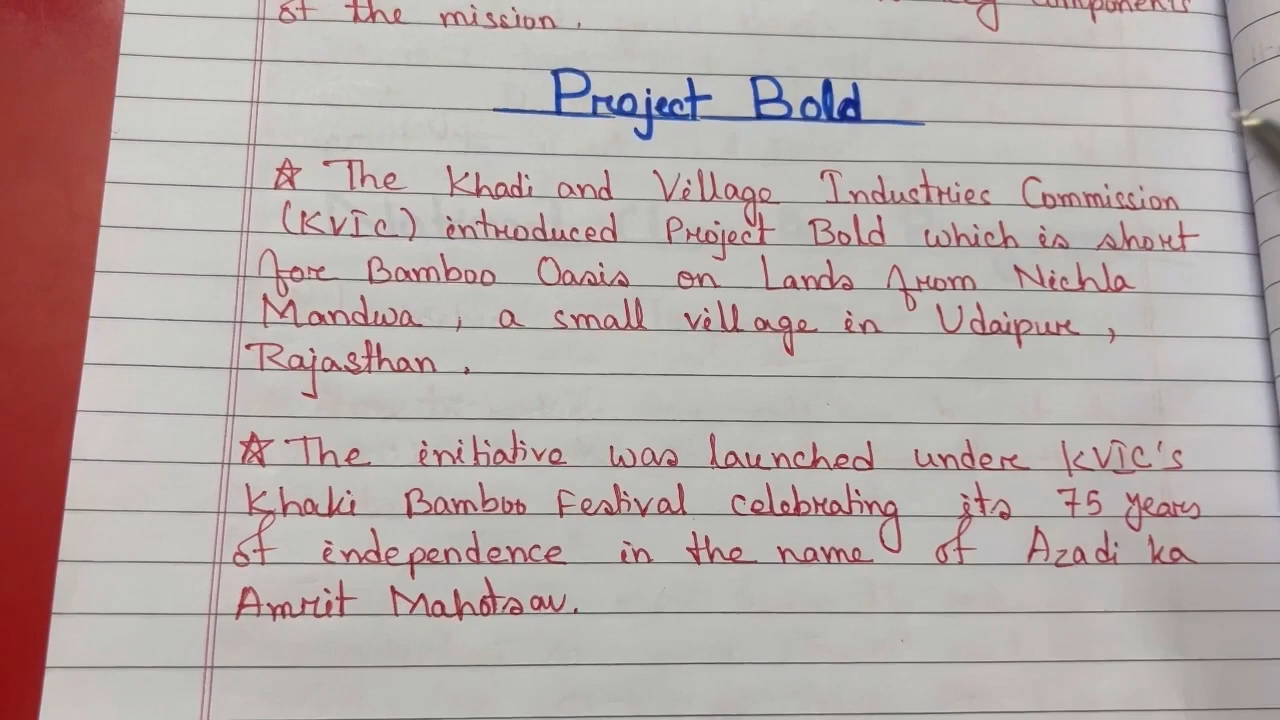 components
of the mission.
Project Bold
☆ The Khadi and Village Industries Commission
(KVIC) introduced Project Bold which is short
for Bamboo Oasis on Lands from Nichla
Mandwa, a small village in Udaipur,
Rajasthan.
☆ The initiative was launched under KVIC's
Khaki Bamboo Festival celebrating its 75 years
of independence in the name of Azadi ka
Amrit Mahotsav.